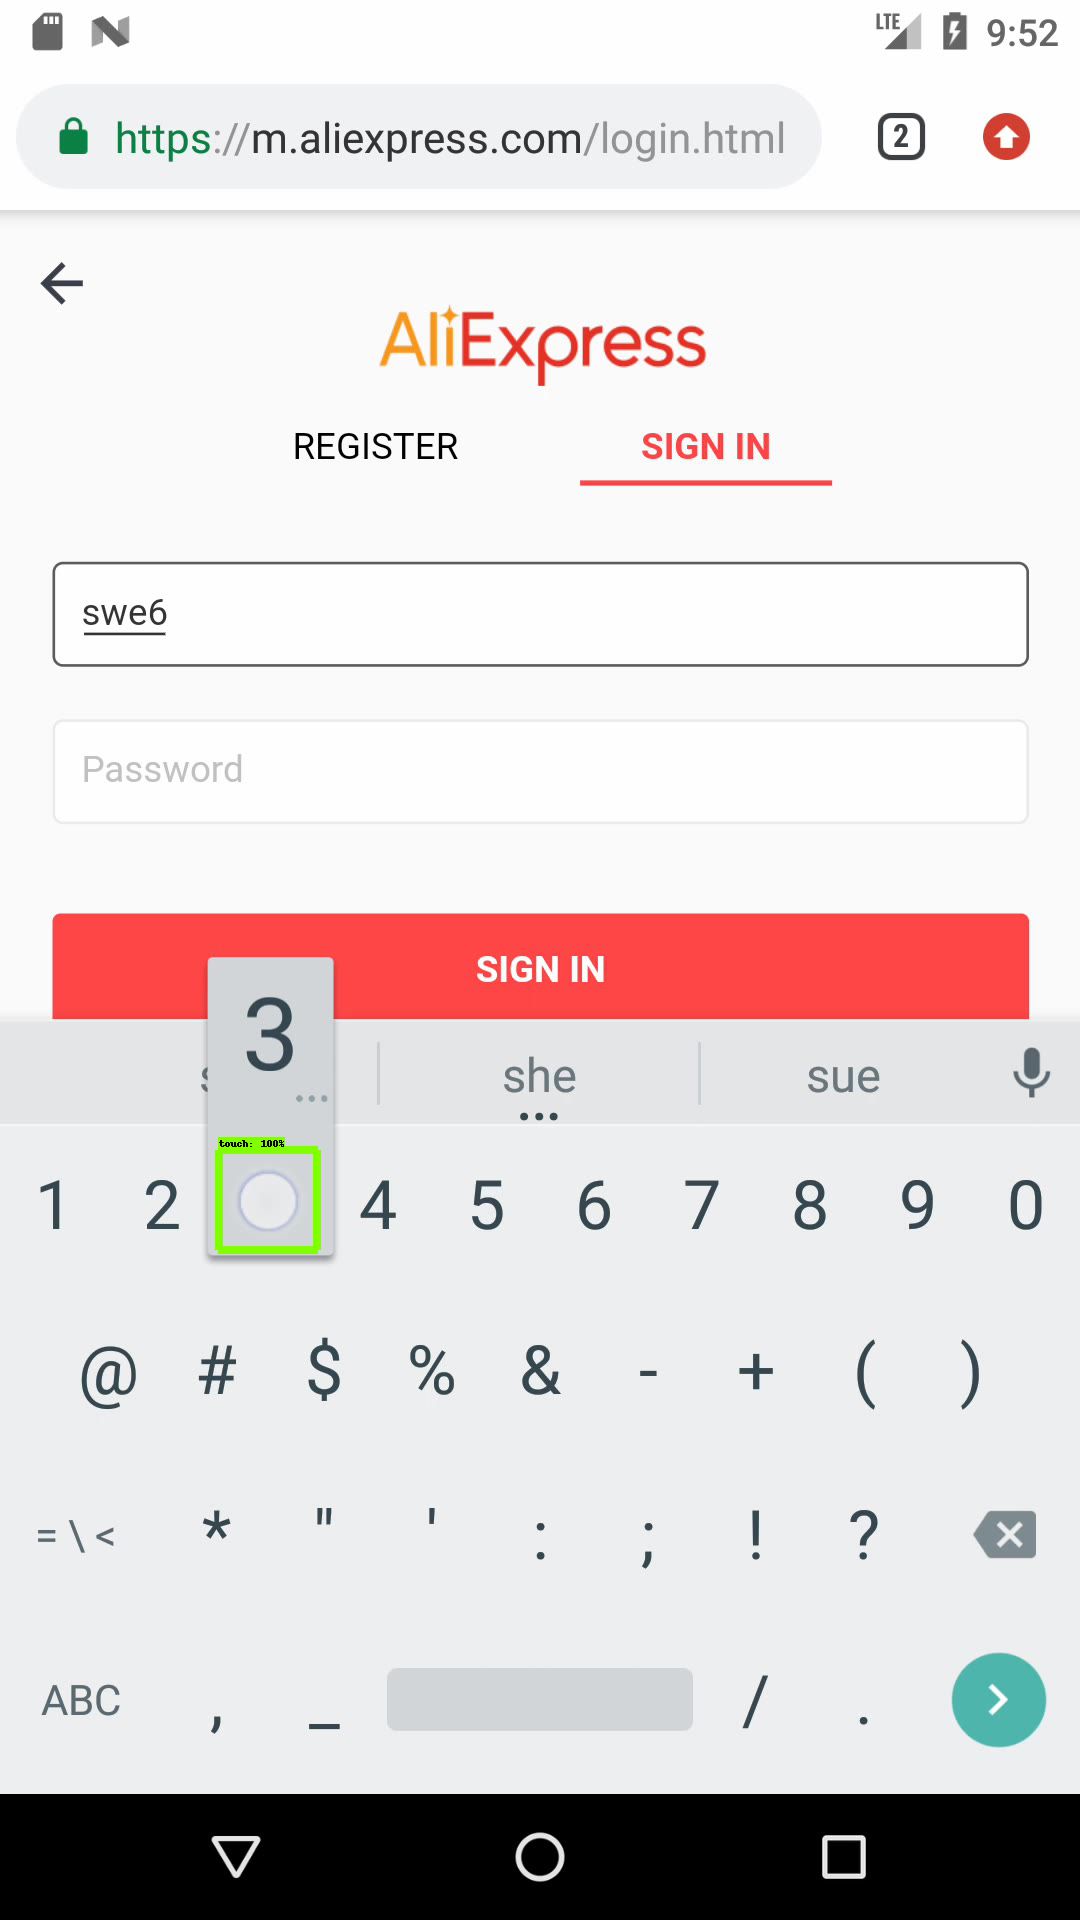 LTE 9:52
https://m.aliexpress.com/login.html 2
AliExpress
REGISTER SIGN IN
swe6
Password
SIGN IN
3
she sue
touch: 100%
1 2 4 5 6 7 8 9 0
@ # $ % & - + ( )
= \ < * " ' : ; ! ?
ABC , _ / .